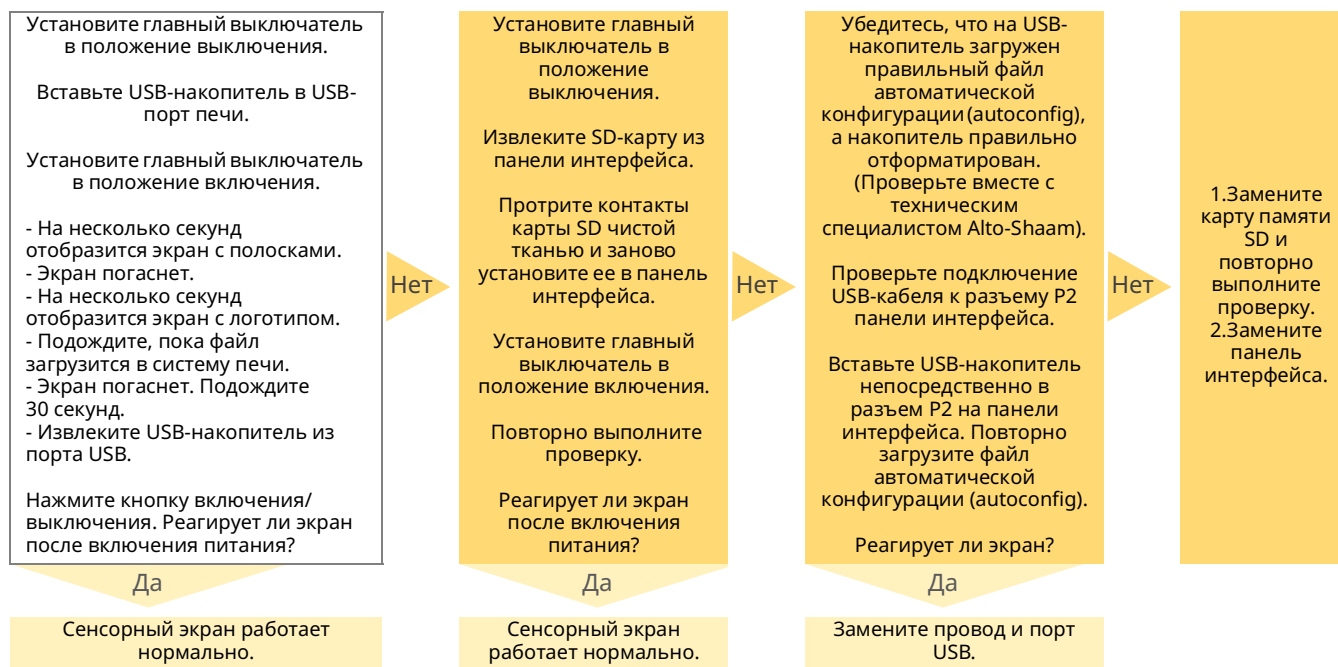 Установите главный выключатель
в положение выключения.
Вставьте USB-накопитель в USB-
порт печи.
Установите главный выключатель
в положение включения.
- На несколько секунд
отобразится экран с полосками.
- Экран погаснет.
- На несколько секунд
отобразится экран с логотипом.
- Подождите, пока файл
загрузится в систему печи.
- Экран погаснет. Подождите
30 секунд.
- Извлеките USB-накопитель из
порта USB.
Нажмите кнопку включения/
выключения. Реагирует ли экран
после включения питания?
Нет
Да
Сенсорный экран работает
нормально.
Установите главный
выключатель в
положение
выключения.
Извлеките SD-карту из
панели интерфейса.
Протрите контакты
карты SD чистой
тканью и заново
установите ее в панель
интерфейса.
Установите главный
выключатель в
положение включения.
Повторно выполните
проверку.
Реагирует ли экран
после включения
питания?
Нет
Да
Сенсорный экран
работает нормально.
Убедитесь, что на USB-
накопитель загружен
правильный файл
автоматической
конфигурации (autoconfig),
а накопитель правильно
отформатирован.
(Проверьте вместе с
техническим
специалистом Alto-Shaam).
Проверьте подключение
USB-кабеля к разъему P2
панели интерфейса.
Вставьте USB-накопитель
непосредственно в
разъем P2 на панели
интерфейса. Повторно
загрузите файл
автоматической
конфигурации (autoconfig).
Реагирует ли экран?
Нет
Да
Замените провод и порт
USB.
1.Замените
карту памяти
SD и
повторно
выполните
проверку.
2.Замените
панель
интерфейса.